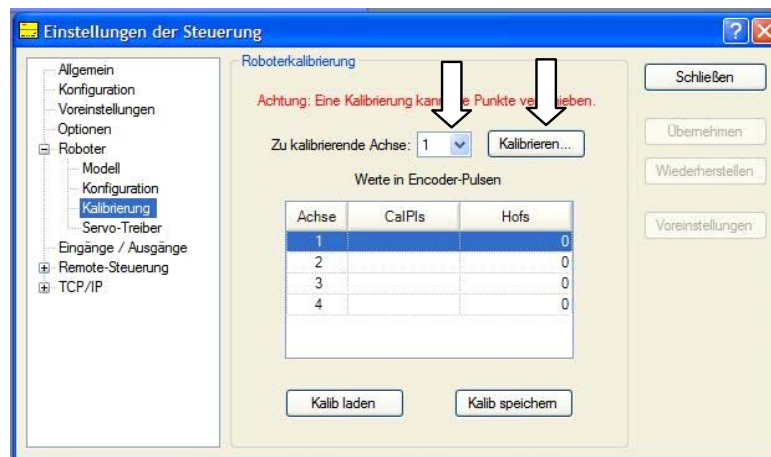 Einstellungen der Steuerung
Allgemein
Konfiguration
Voreinstellungen
Optionen
Roboter
Modell
Konfiguration
Kalibrierung
Servo-Treiber
Eingänge / Ausgänge
Remote-Steuerung
TCP/IP
Roboterkalibrierung
Achtung: Eine Kalibrierung Punkte
Zu kalibrierende Achse: 1
Kalibrieren...
Werte in Encoder-Pulsen
Achse CalPls Hofs
1 0
2 0
3 0
4 0
Kalib laden
Kalib speichern
Schließen
Übernehmen
Wiederherstellen
Voreinstellungen